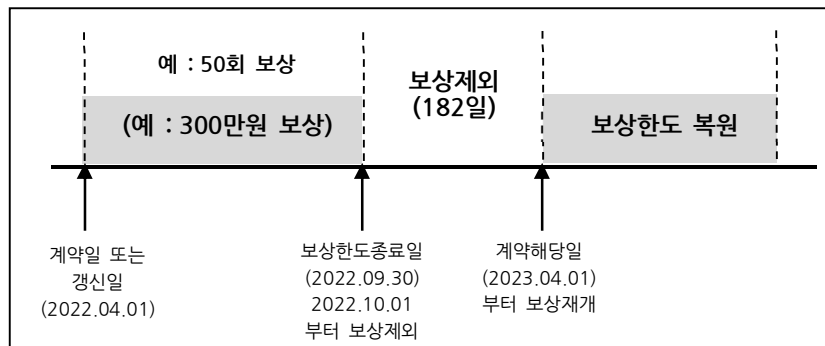 예 : 50회 보상
(예 : 300만원 보상)
보상제외
(182일)
보상한도 복원
계약일 또는
갱신일
(2022.04.01)
보상한도종료일
(2022.09.30)
2022.10.01
부터 보상제외
계약해당일
(2023.04.01)
부터 보상재개